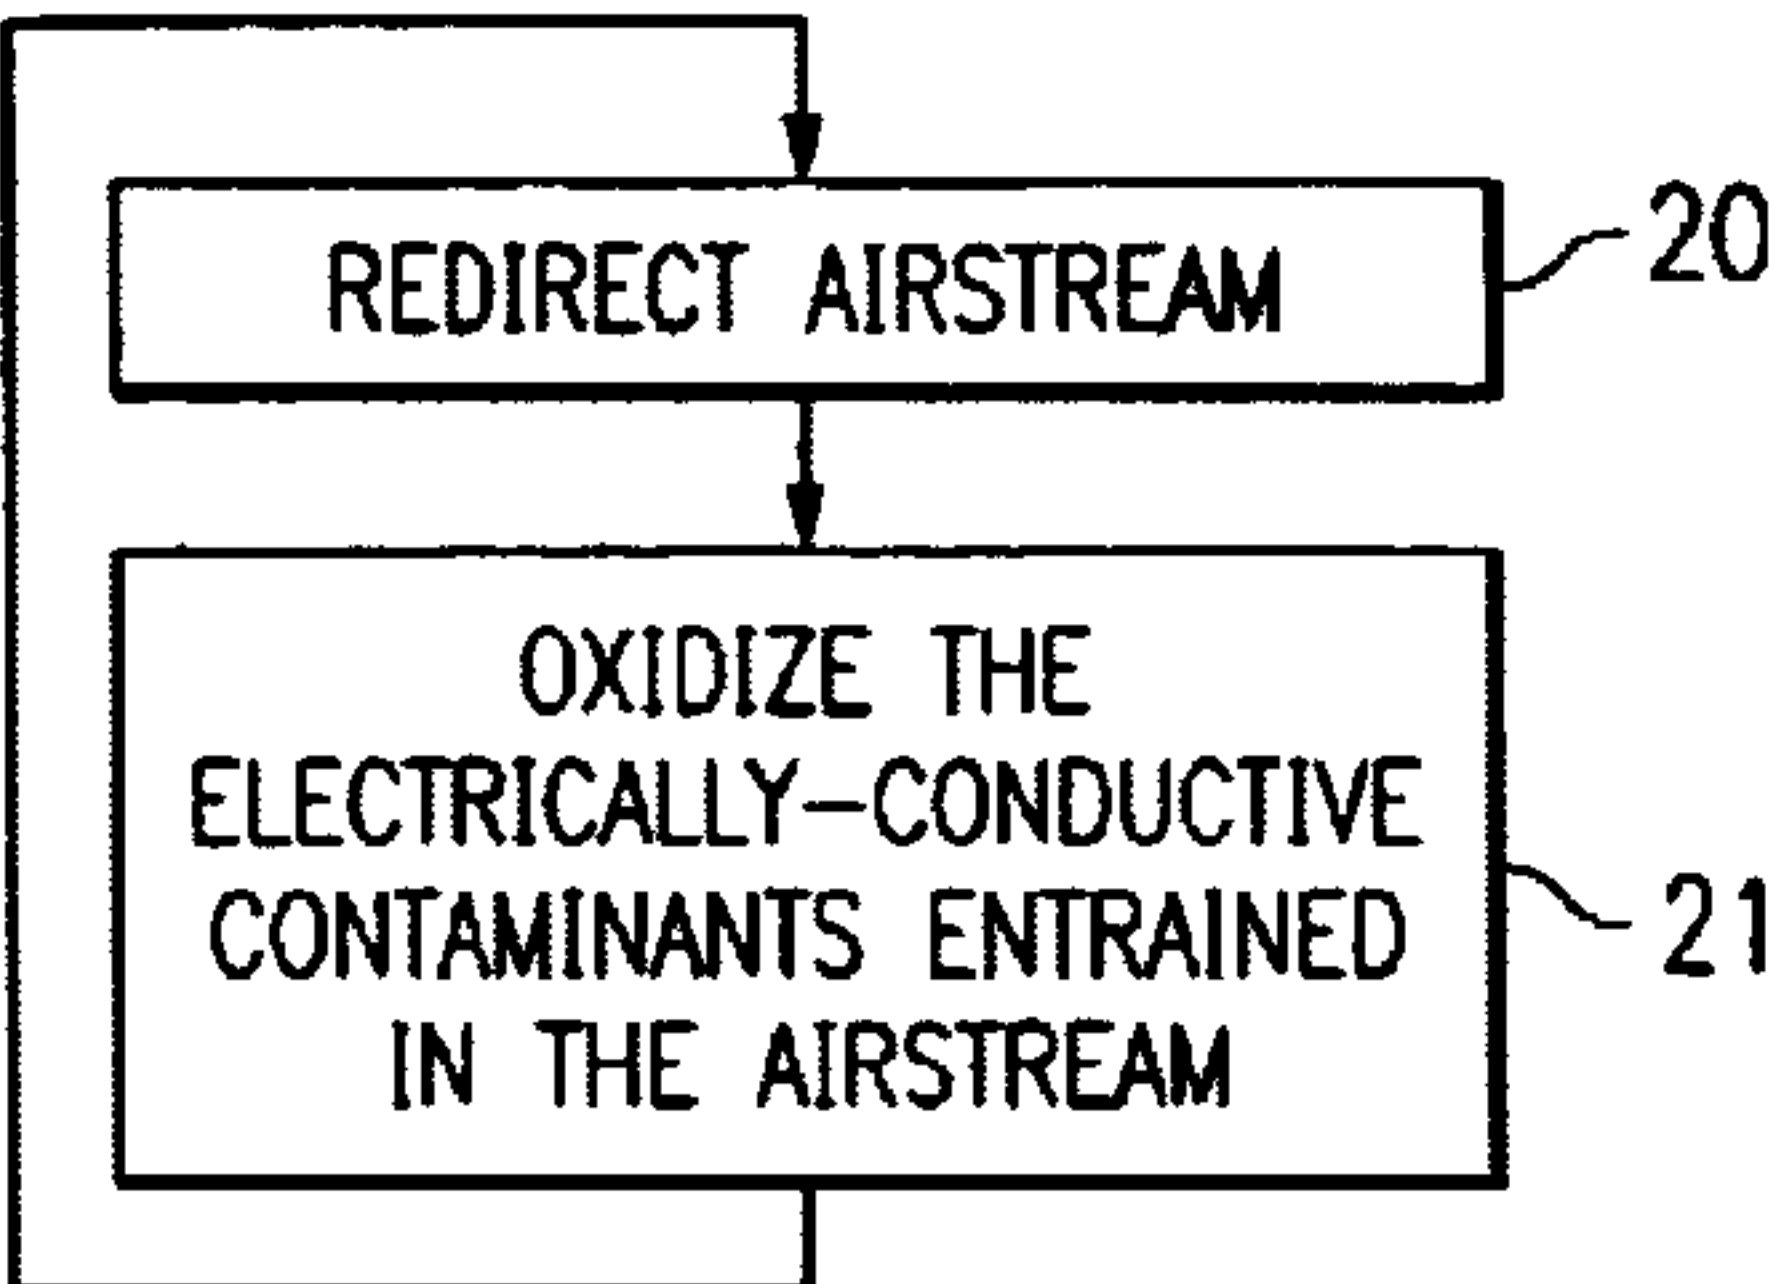 REDIRECT AIRSTREAM
20
OXIDIZE THE
ELECTRICALLY-CONDUCTIVE
CONTAMINANTS ENTRAINED
IN THE AIRSTREAM
21